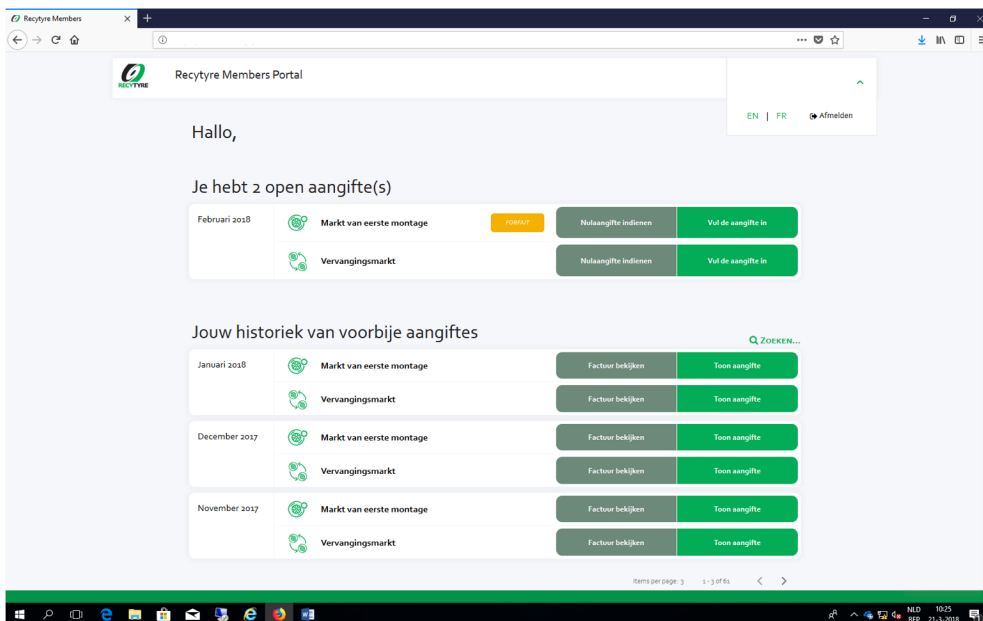 Recytyre Members
RECYTYRE
Recytyre Members Portal
EN | FR Afmelden
Hallo,
Je hebt 2 open aangifte(s)
Februari 2018 Markt van eerste montage FORFAIT Nulaangifte indienen Vul de aangifte in
Vervangingsmarkt Nulaangifte indienen Vul de aangifte in
Jouw historiek van voorbije aangiftes
ZOEKEN...
Januari 2018 Markt van eerste montage Factuur bekijken Toon aangifte
Vervangingsmarkt Factuur bekijken Toon aangifte
December 2017 Markt van eerste montage Factuur bekijken Toon aangifte
Vervangingsmarkt Factuur bekijken Toon aangifte
November 2017 Markt van eerste montage Factuur bekijken Toon aangifte
Vervangingsmarkt Factuur bekijken Toon aangifte
Items per page: 3 1 - 3 of 61
NLD 10:25
BEP 21-3-2018